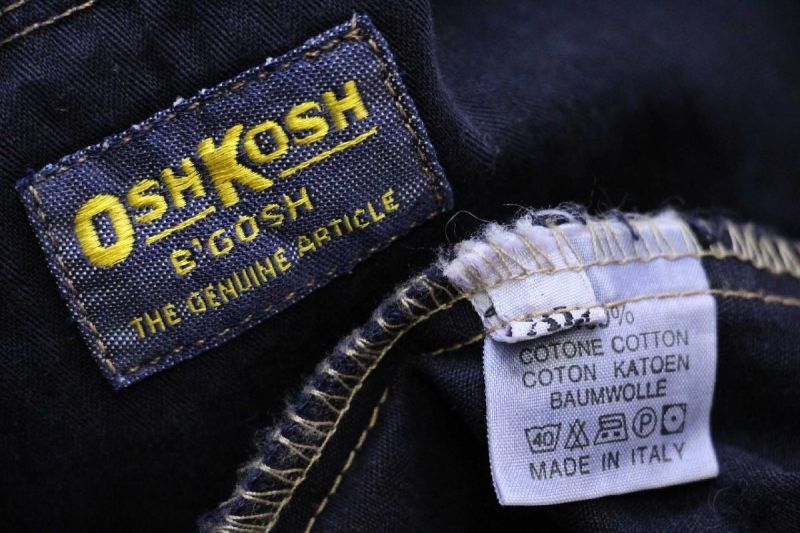 OSHKOSH
B'GOSH
THE GENUINE ARTICLE
%
COTONE COTTON
COTON KATOEN
BAUMWOLLE
40 P
MADE IN ITALY